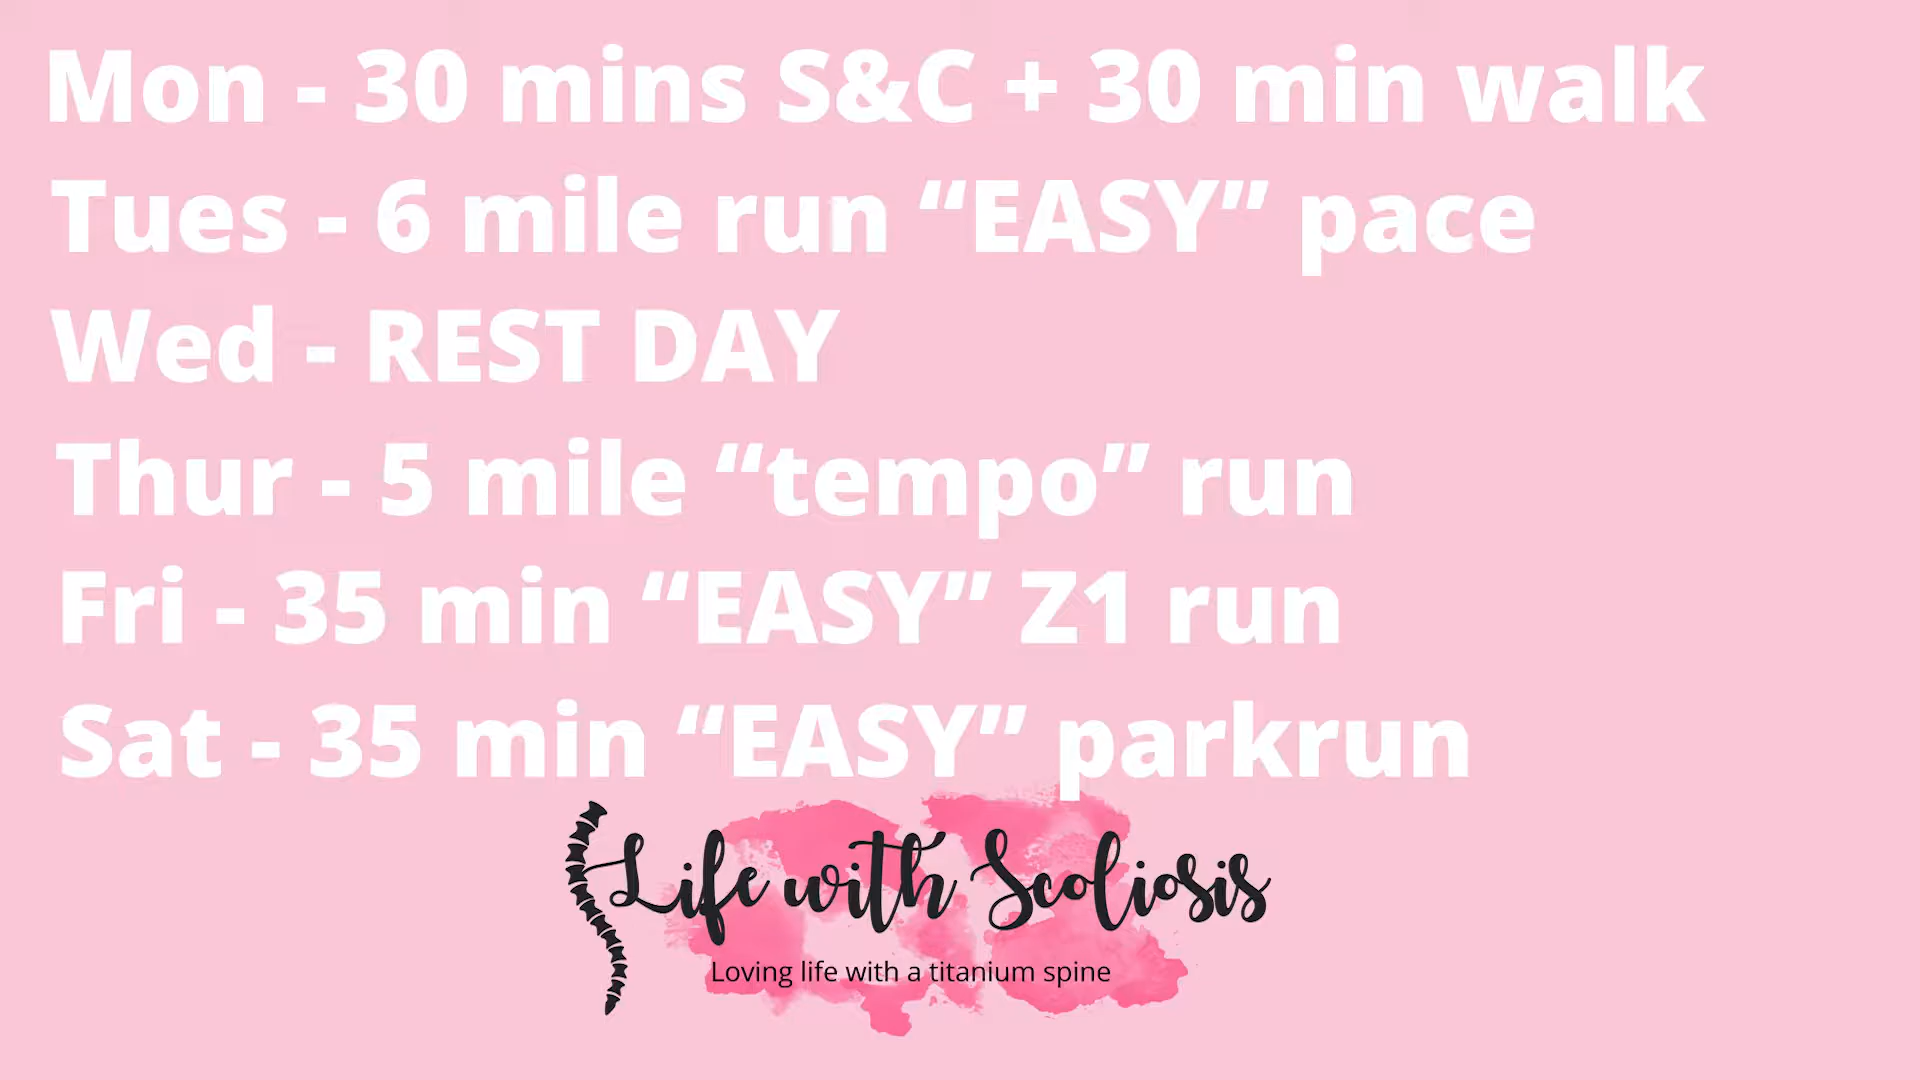 Mon - 30 mins S&C + 30 min walk
Tues - 6 mile run “EASY” pace
Wed - REST DAY
Thur - 5 mile “tempo” run
Fri - 35 min “EASY” Z1 run
Sat - 35 min “EASY” parkrun
Life with Scoliosis
Loving life with a titanium spine